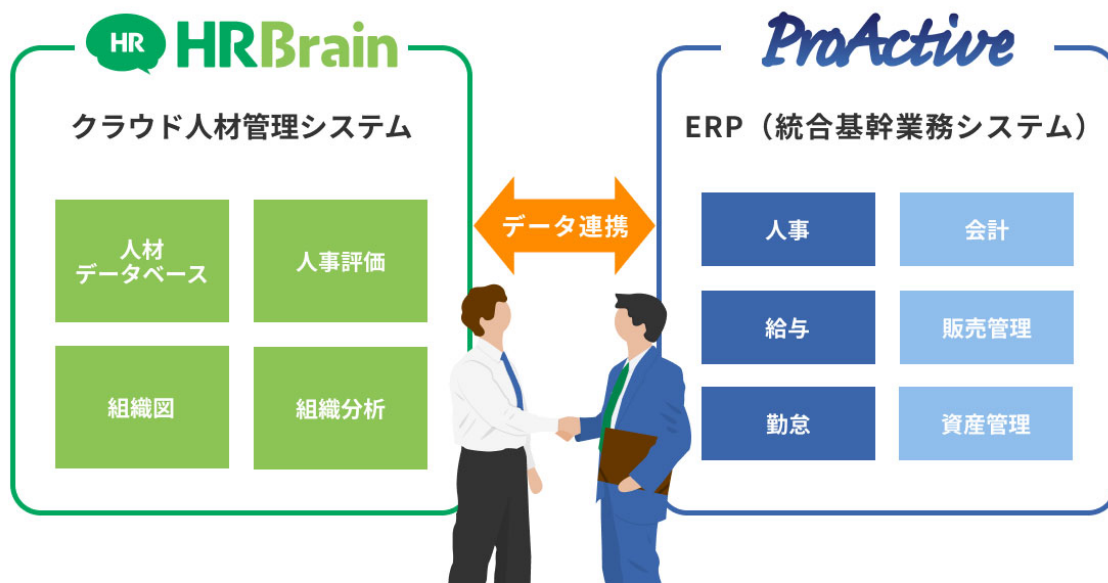 HR HRBrain
クラウド人材管理システム
人材
データベース
人事評価
組織図
組織分析
データ連携
ProActive
ERP（統合基幹業務システム）
人事
会計
給与
販売管理
勤怠
資産管理